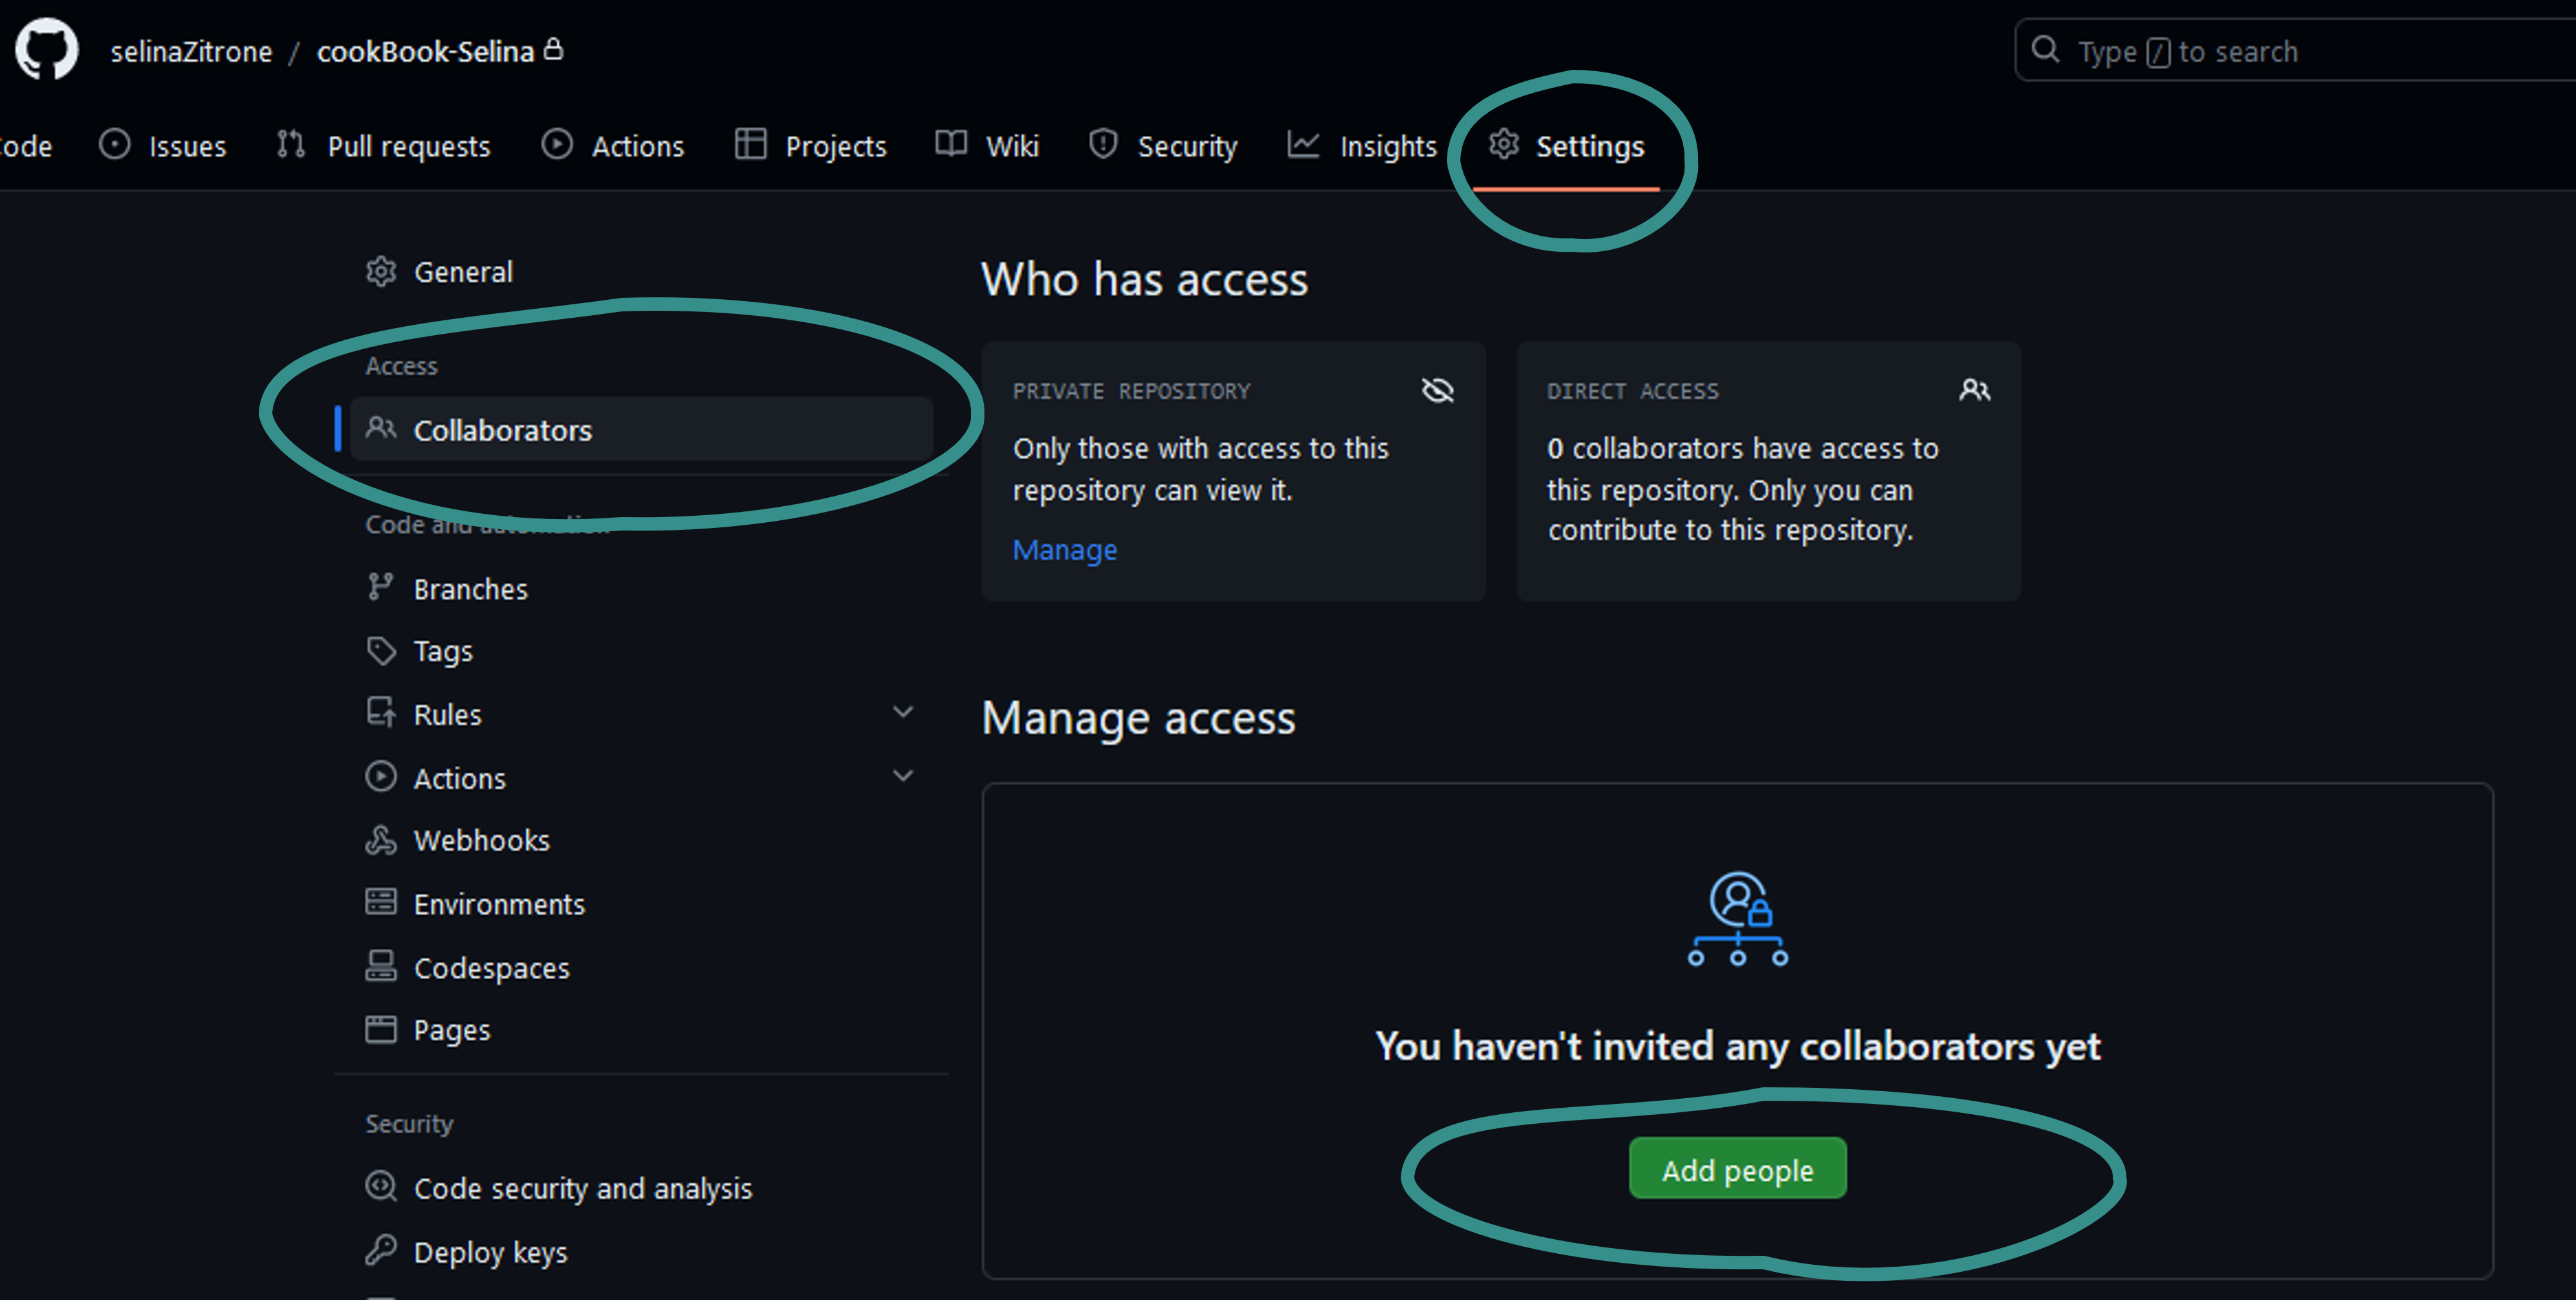 selinaZitrone / cookBook-Selina
Type / to search
ode
Issues
Pull requests
Actions
Projects
Wiki
Security
Insights
Settings
General
Access
Collaborators
Code and automation
Branches
Tags
Rules
Actions
Webhooks
Environments
Codespaces
Pages
Security
Code security and analysis
Deploy keys
Who has access
PRIVATE REPOSITORY
Only those with access to this
repository can view it.
Manage
DIRECT ACCESS
0 collaborators have access to
this repository. Only you can
contribute to this repository.
Manage access
You haven't invited any collaborators yet
Add people